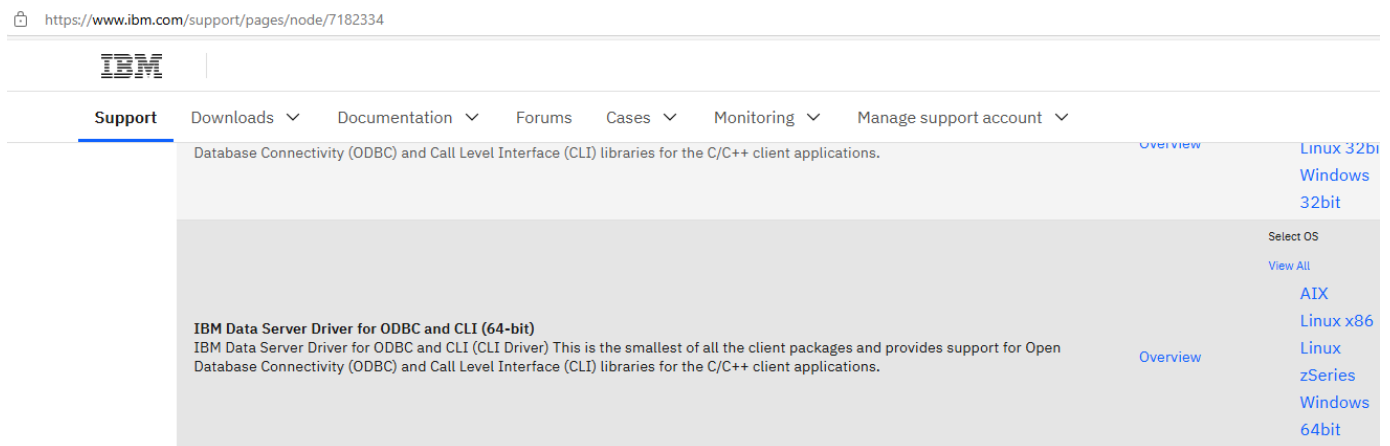 https://www.ibm.com/support/pages/node/7182334
IBM
Support Downloads Documentation Forums Cases Monitoring Manage support account
Database Connectivity (ODBC) and Call Level Interface (CLI) libraries for the C/C++ client applications.
Overview
Linux 32bi
Windows
32bit
Select OS
View All
AIX
Linux x86
Linux
zSeries
Windows
64bit
IBM Data Server Driver for ODBC and CLI (64-bit)
IBM Data Server Driver for ODBC and CLI (CLI Driver) This is the smallest of all the client packages and provides support for Open
Database Connectivity (ODBC) and Call Level Interface (CLI) libraries for the C/C++ client applications.
Overview